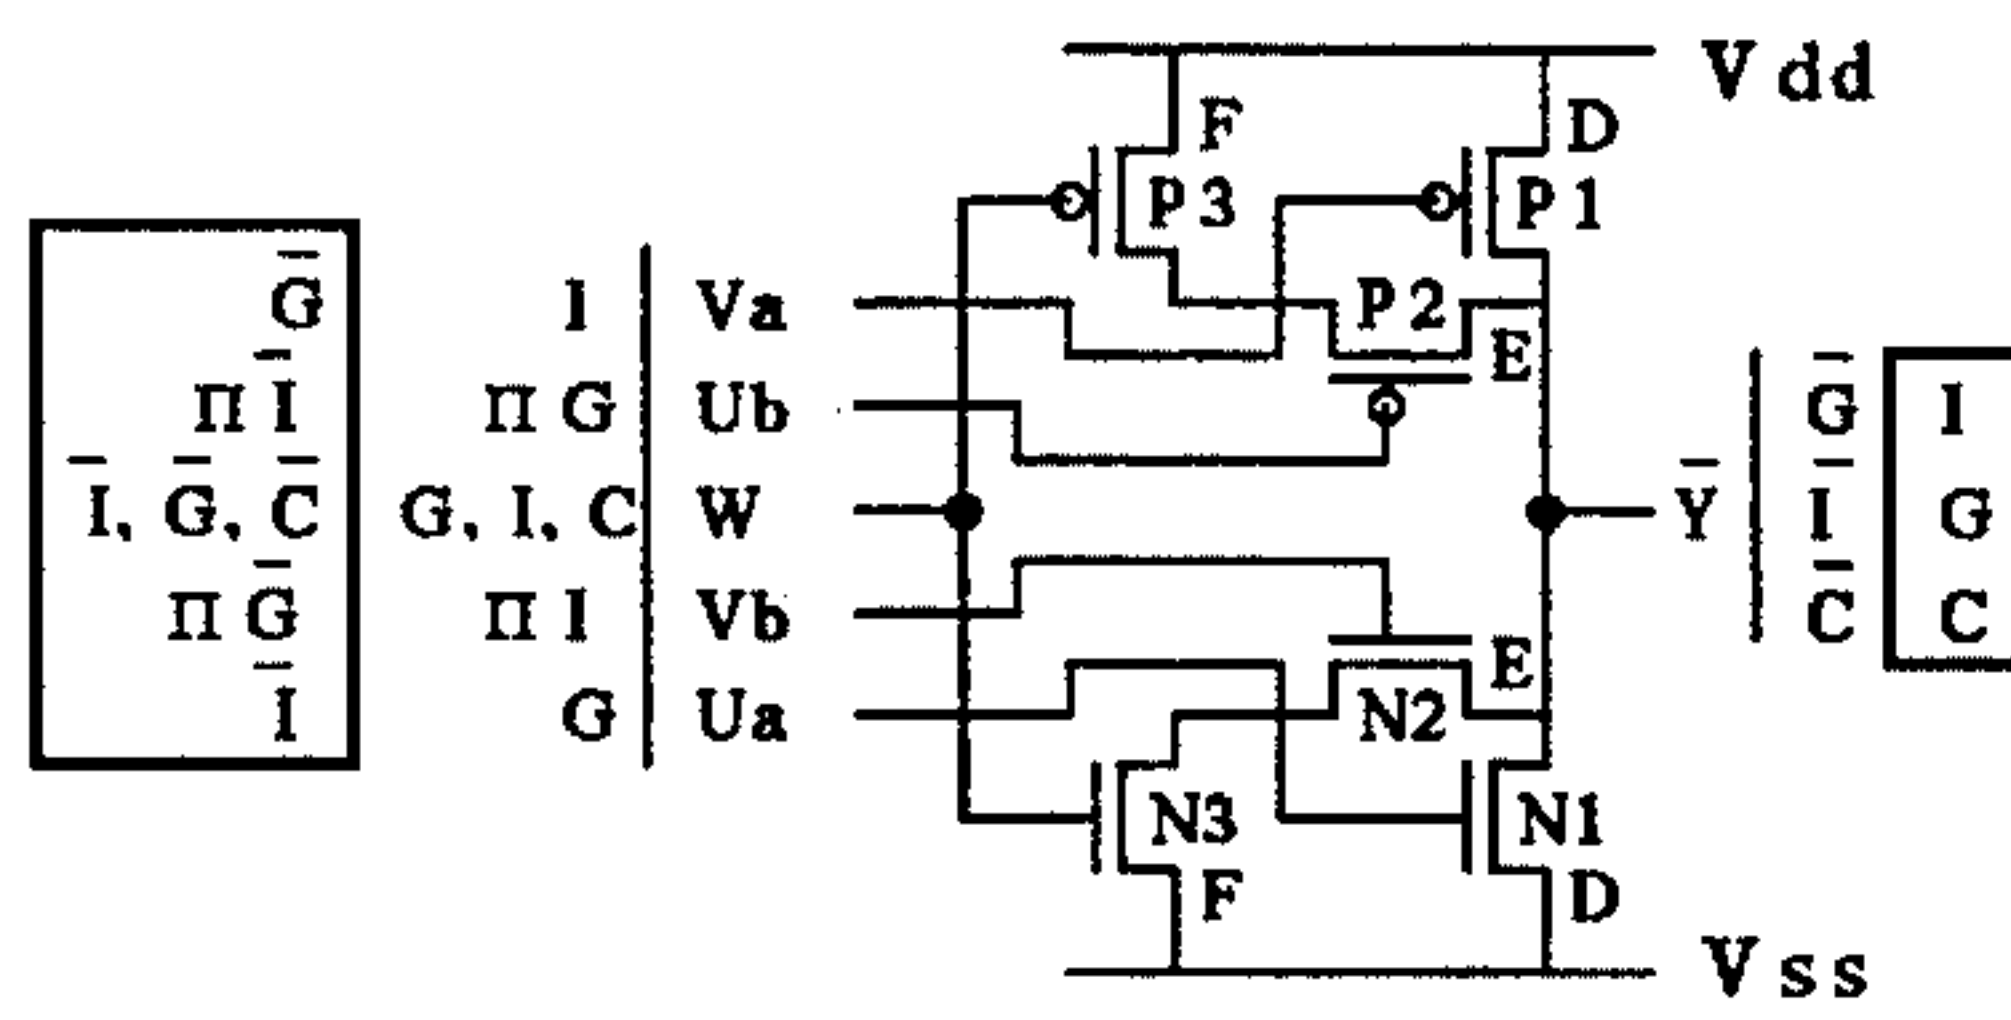 Vdd
F D
P3 P1
G̅ I Va P2
E
Π I̅ Π G Ub G̅ I
I̅, G̅, C̅ G, I, C W Y̅ I̅ G
Π G̅ Π I Vb C̅ C
E
I̅ G Ua N2
N3 N1
F D
Vss